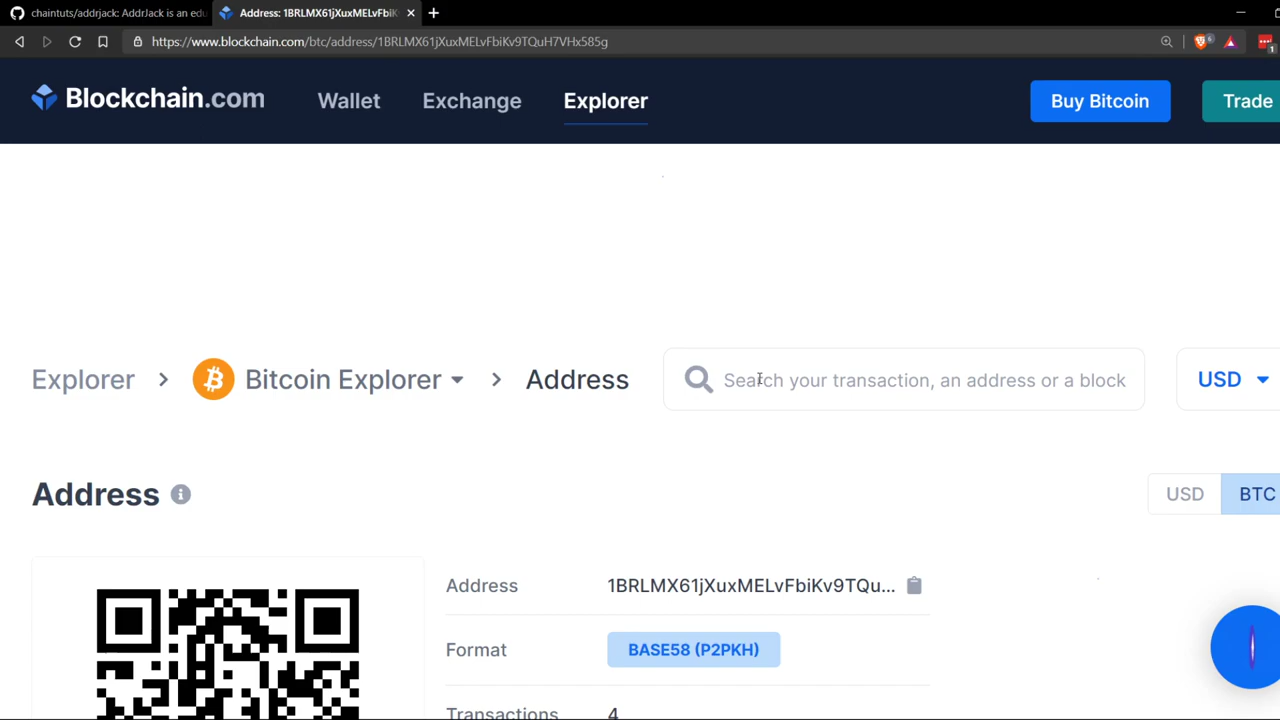 chaintuts/addrjack: AddrJack is an edu
Address: 1BRLMX61jXuxMELvFbiK
https://www.blockchain.com/btc/address/1BRLMX61jXuxMELvFbiKv9TQuH7VHx585g
6
1
Blockchain.com
Wallet
Exchange
Explorer
Buy Bitcoin
Trade
Explorer > Bitcoin Explorer > Address
Search your transaction, an address or a block
USD
Address
USD
BTC
Address 1BRLMX61jXuxMELvFbiKv9TQu...
Format BASE58 (P2PKH)
Transactions 4